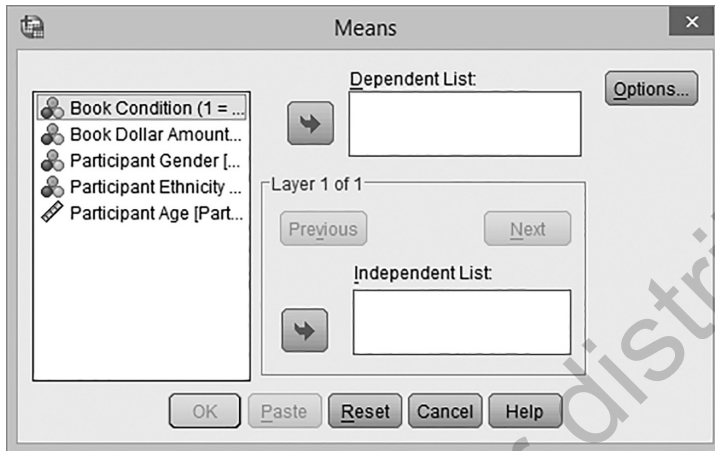 Means
Dependent List:
Options...
Book Condition (1 = ...
Book Dollar Amount...
Participant Gender [...
Participant Ethnicity ...
Participant Age [Part...
Layer 1 of 1
Previous
Next
Independent List:
OK
Paste
Reset
Cancel
Help